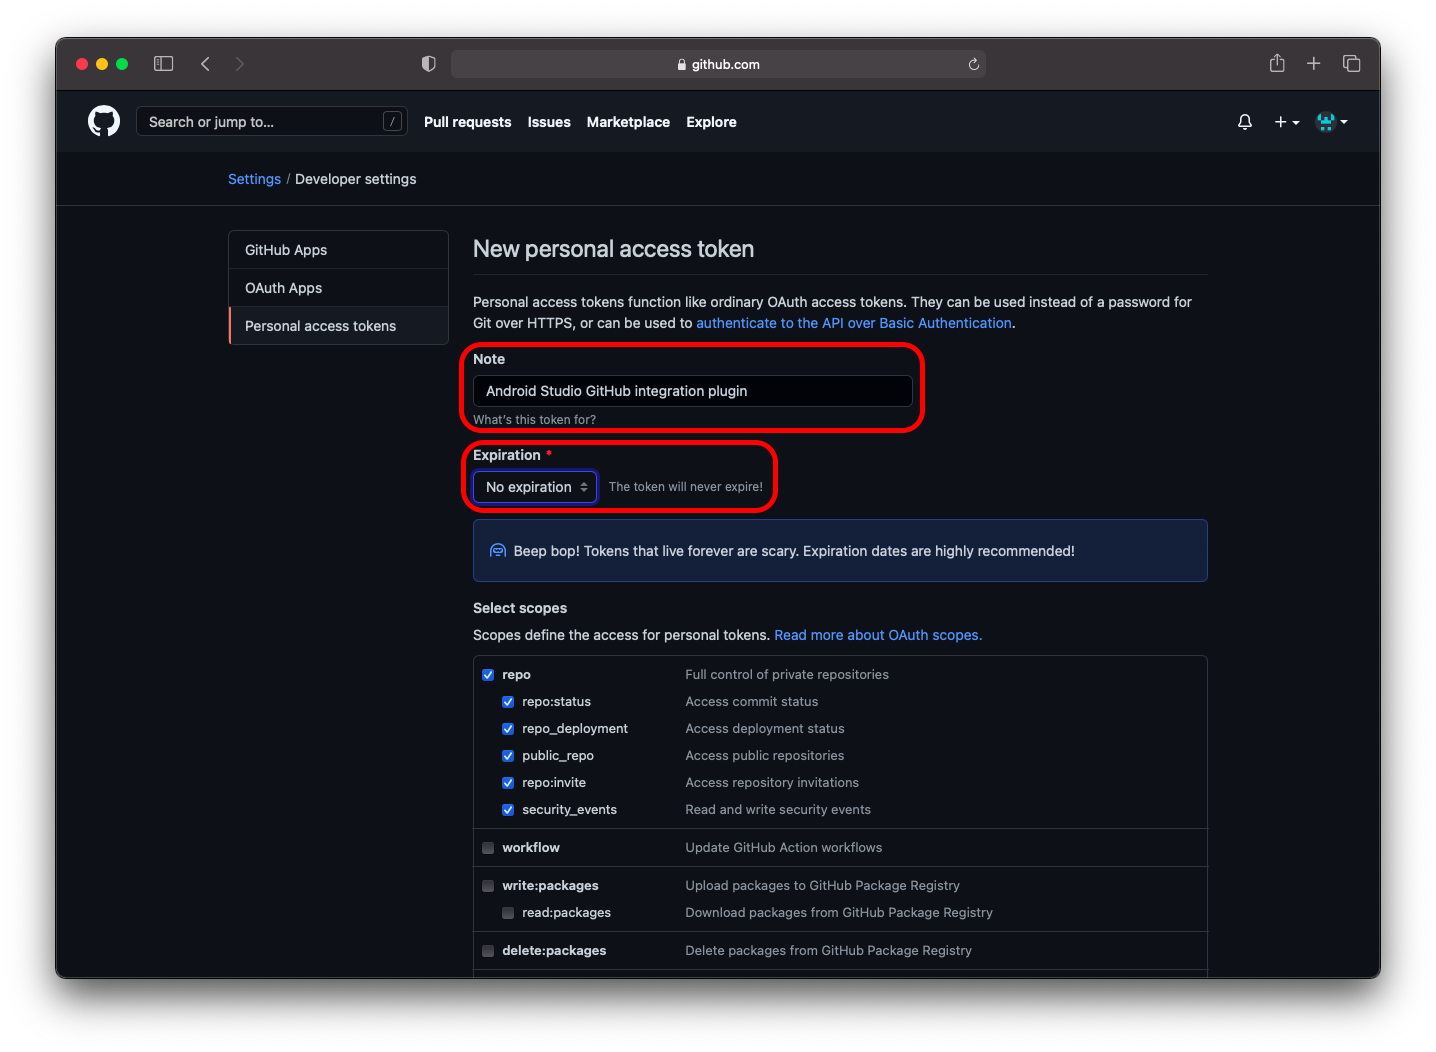 github.com
Search or jump to... /
Pull requests Issues Marketplace Explore
Settings / Developer settings
GitHub Apps
OAuth Apps
Personal access tokens
New personal access token
Personal access tokens function like ordinary OAuth access tokens. They can be used instead of a password for
Git over HTTPS, or can be used to authenticate to the API over Basic Authentication.
Note
Android Studio GitHub integration plugin
What's this token for?
Expiration *
No expiration The token will never expire!
Beep bop! Tokens that live forever are scary. Expiration dates are highly recommended!
Select scopes
Scopes define the access for personal tokens. Read more about OAuth scopes.
repo Full control of private repositories
repo:status Access commit status
repo_deployment Access deployment status
public_repo Access public repositories
repo:invite Access repository invitations
security_events Read and write security events
workflow Update GitHub Action workflows
write:packages Upload packages to GitHub Package Registry
read:packages Download packages from GitHub Package Registry
delete:packages Delete packages from GitHub Package Registry